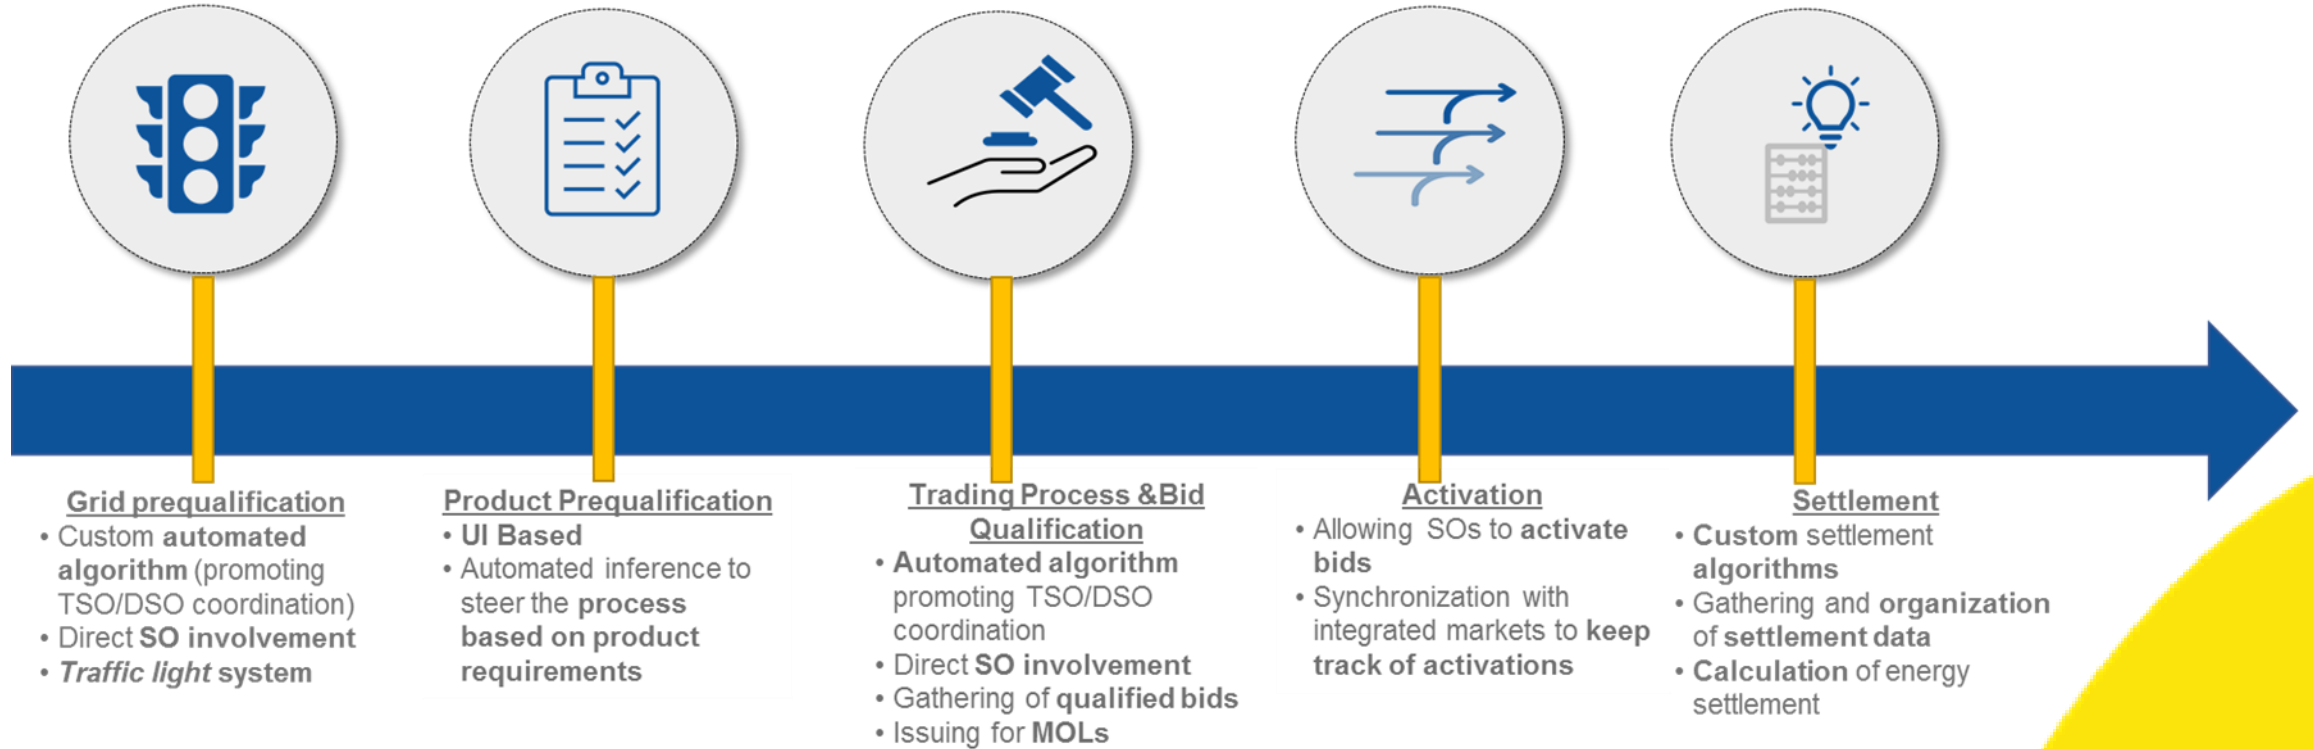 Grid prequalification
• Custom automated
algorithm (promoting
TSO/DSO coordination)
• Direct SO involvement
• Traffic light system
Product Prequalification
• UI Based
• Automated inference to
steer the process
based on product
requirements
Trading Process &Bid
Qualification
• Automated algorithm
promoting TSO/DSO
coordination
• Direct SO involvement
• Gathering of qualified bids
• Issuing for MOLs
Activation
• Allowing SOs to activate
bids
• Synchronization with
integrated markets to keep
track of activations
Settlement
• Custom settlement
algorithms
• Gathering and organization
of settlement data
• Calculation of energy
settlement